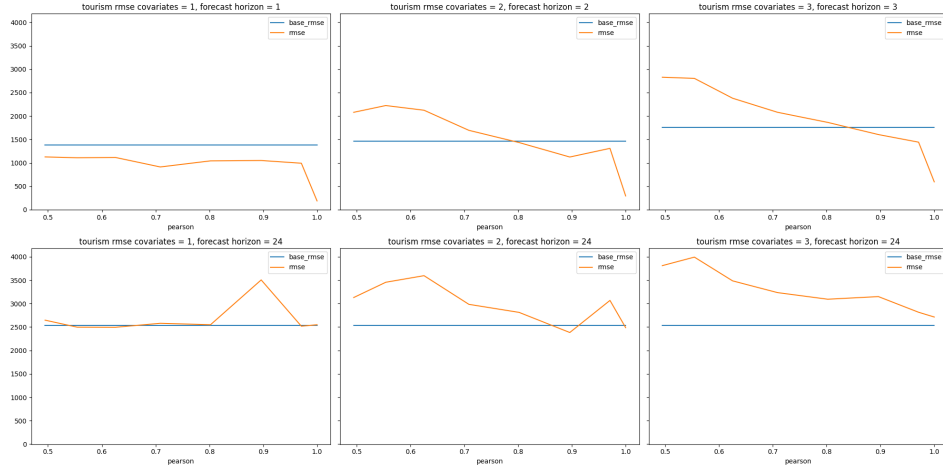 tourism rmse covariates = 1, forecast horizon = 1
base_rmse
rmse
4000
3500
3000
2500
2000
1500
1000
500
0
0.5 0.6 0.7 0.8 0.9 1.0
pearson
tourism rmse covariates = 2, forecast horizon = 2
base_rmse
rmse
0.5 0.6 0.7 0.8 0.9 1.0
pearson
tourism rmse covariates = 3, forecast horizon = 3
base_rmse
rmse
0.5 0.6 0.7 0.8 0.9 1.0
pearson
tourism rmse covariates = 1, forecast horizon = 24
base_rmse
rmse
4000
3500
3000
2500
2000
1500
1000
500
0
0.5 0.6 0.7 0.8 0.9 1.0
pearson
tourism rmse covariates = 2, forecast horizon = 24
base_rmse
rmse
0.5 0.6 0.7 0.8 0.9 1.0
pearson
tourism rmse covariates = 3, forecast horizon = 24
base_rmse
rmse
0.5 0.6 0.7 0.8 0.9 1.0
pearson